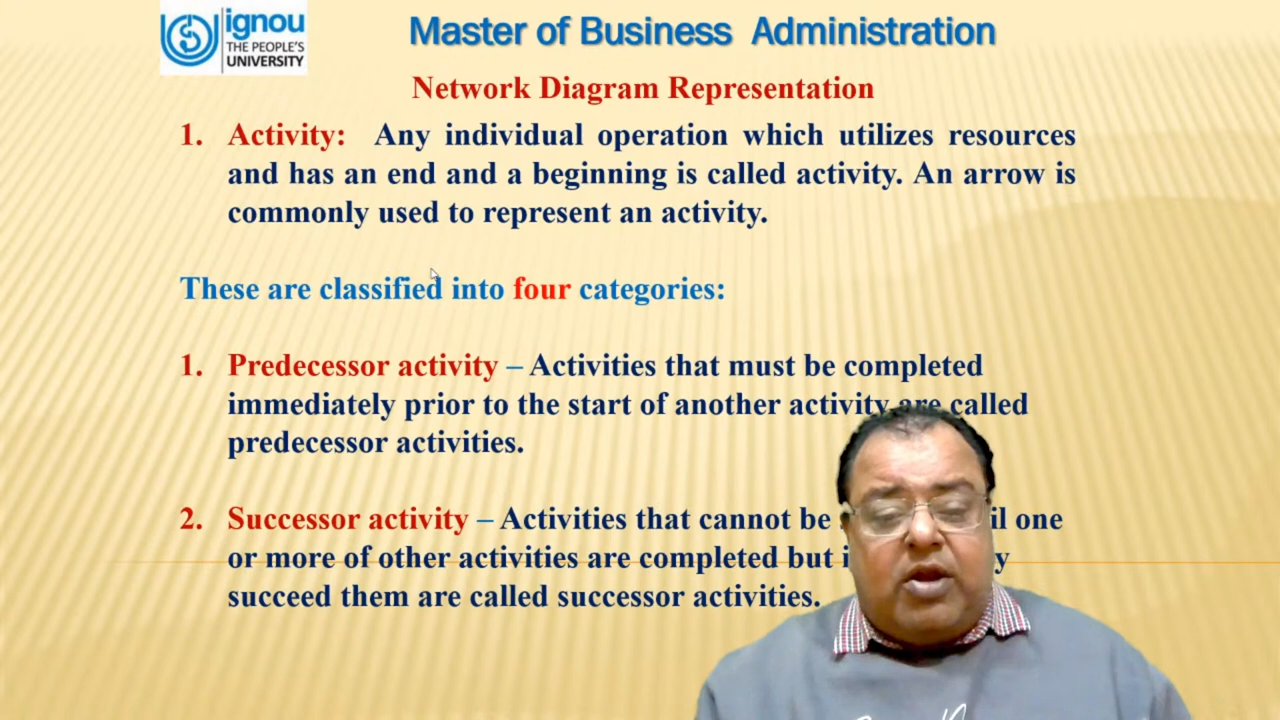 ignou
THE PEOPLE'S
UNIVERSITY
Master of Business Administration
Network Diagram Representation
1. Activity: Any individual operation which utilizes resources
and has an end and a beginning is called activity. An arrow is
commonly used to represent an activity.
These are classified into four categories:
1. Predecessor activity – Activities that must be completed
immediately prior to the start of another activity are called
predecessor activities.
2. Successor activity – Activities that cannot be one
or more of other activities are completed but
succeed them are called successor activities.